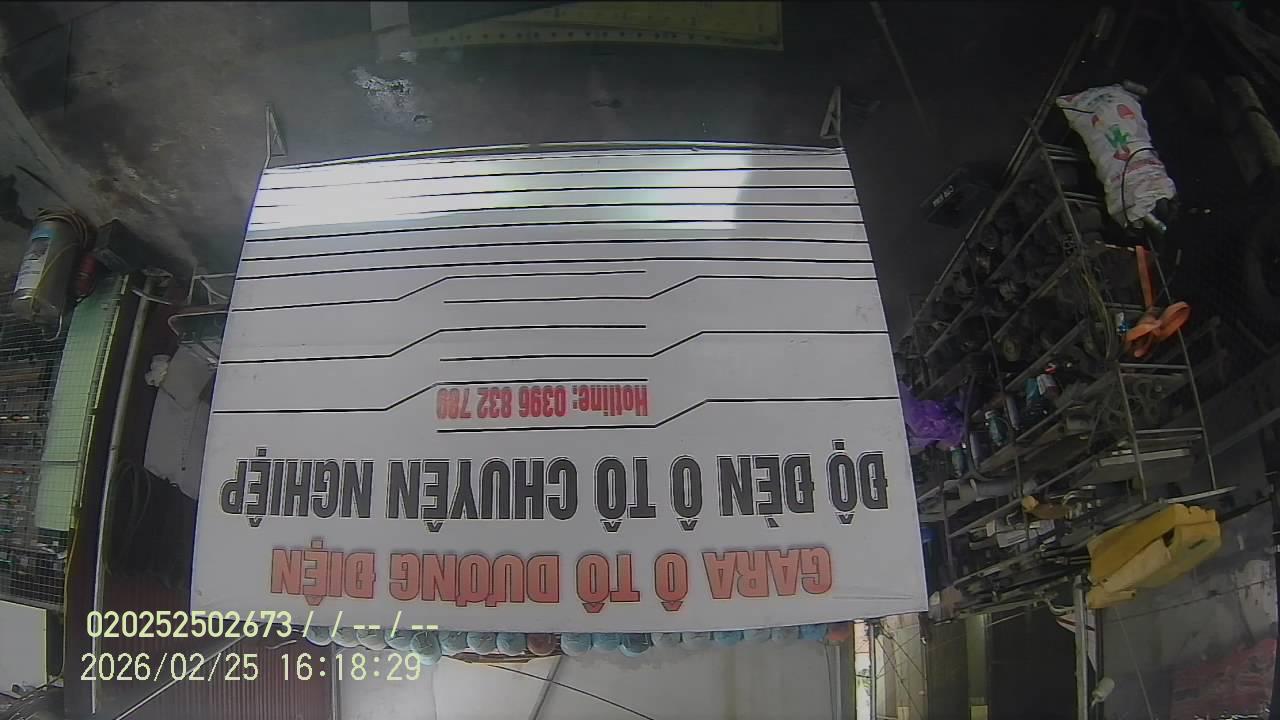 GARA Ô TÔ DƯƠNG ĐIỆN
ĐỘ ĐÈN Ô TÔ CHUYÊN NGHIỆP
Hotline: 0396 832 789
020252502673 / / -- / --
2026/02/25 16:18:29